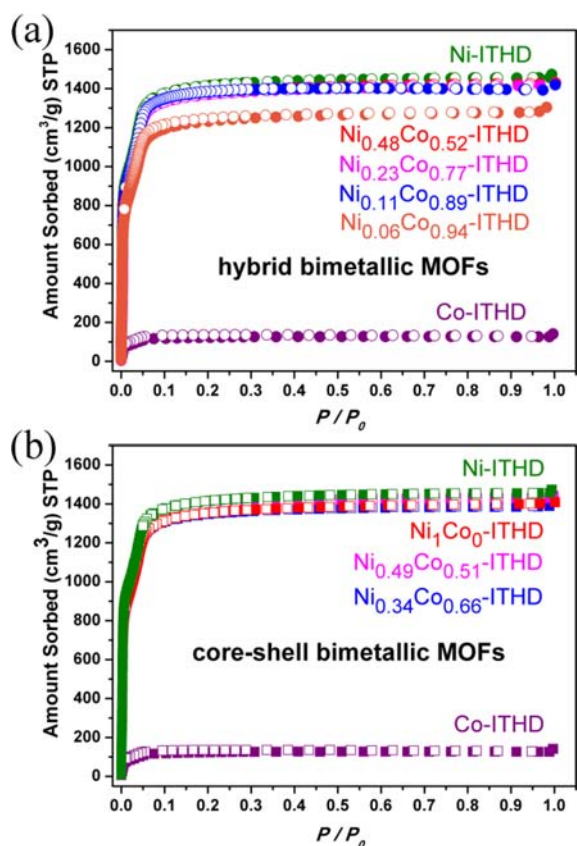 (a)
1600
1400
1200
1000
800
600
400
200
0
Amount Sorbed (cm³/g) STP
Ni-ITHD
Ni₀.₄₈Co₀.₅₂-ITHD
Ni₀.₂₃Co₀.₇₇-ITHD
Ni₀.₁₁Co₀.₈₉-ITHD
Ni₀.₀₆Co₀.₉₄-ITHD
hybrid bimetallic MOFs
Co-ITHD
0.0 0.1 0.2 0.3 0.4 0.5 0.6 0.7 0.8 0.9 1.0
P / P₀
(b)
1600
1400
1200
1000
800
600
400
200
0
Amount Sorbed (cm³/g) STP
Ni-ITHD
Ni₁Co₀-ITHD
Ni₀.₄₉Co₀.₅₁-ITHD
Ni₀.₃₄Co₀.₆₆-ITHD
core-shell bimetallic MOFs
Co-ITHD
0.0 0.1 0.2 0.3 0.4 0.5 0.6 0.7 0.8 0.9 1.0
P / P₀